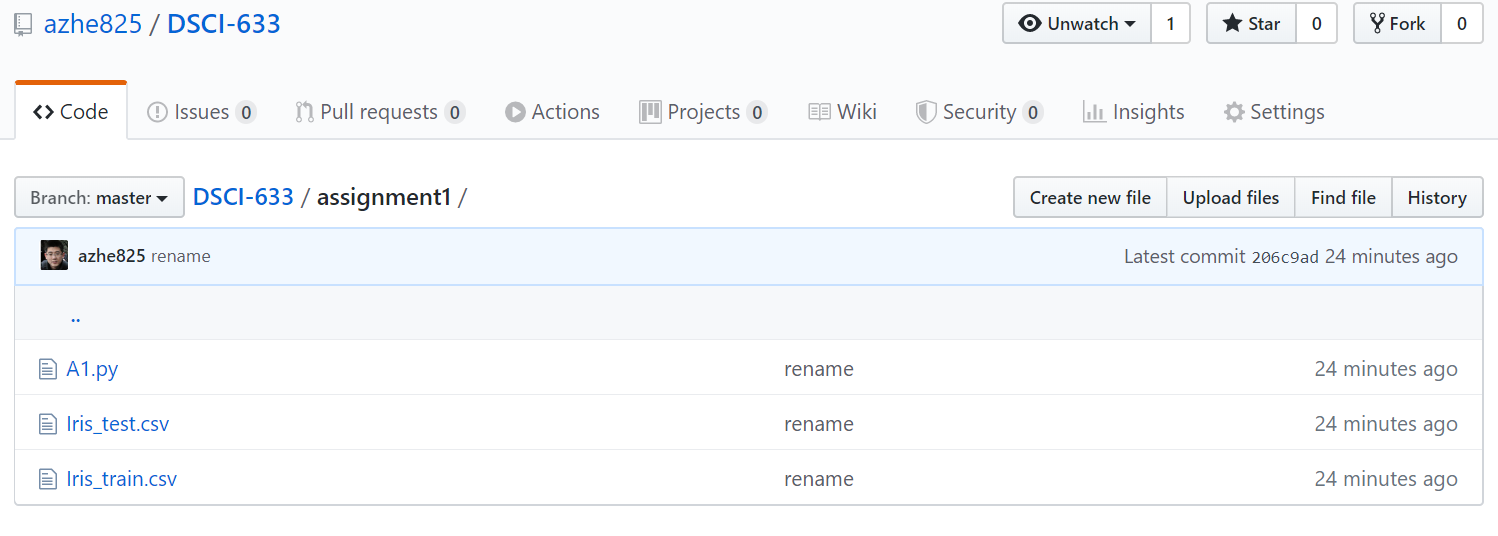 azhe825 / DSCI-633 Unwatch 1 Star 0 Fork 0
Code Issues 0 Pull requests 0 Actions Projects 0 Wiki Security 0 Insights Settings
Branch: master DSCI-633 / assignment1 / Create new file Upload files Find file History
azhe825 rename Latest commit 206c9ad 24 minutes ago
..
A1.py rename 24 minutes ago
Iris_test.csv rename 24 minutes ago
Iris_train.csv rename 24 minutes ago